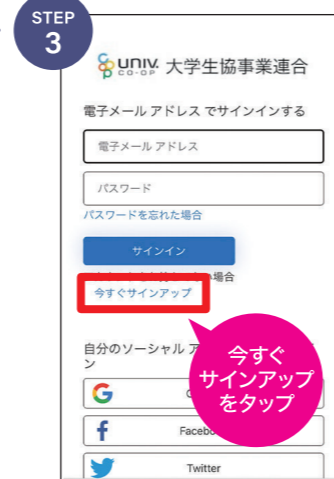 STEP
3
univ.
CO-OP
大学生協事業連合
電子メール アドレス でサインインする
電子メール アドレス
パスワード
パスワードを忘れた場合
サインイン
場合
今すぐサインアップ
自分のソーシャル ア
ン
今すぐ
サインアップ
をタップ
G
f
Twitter